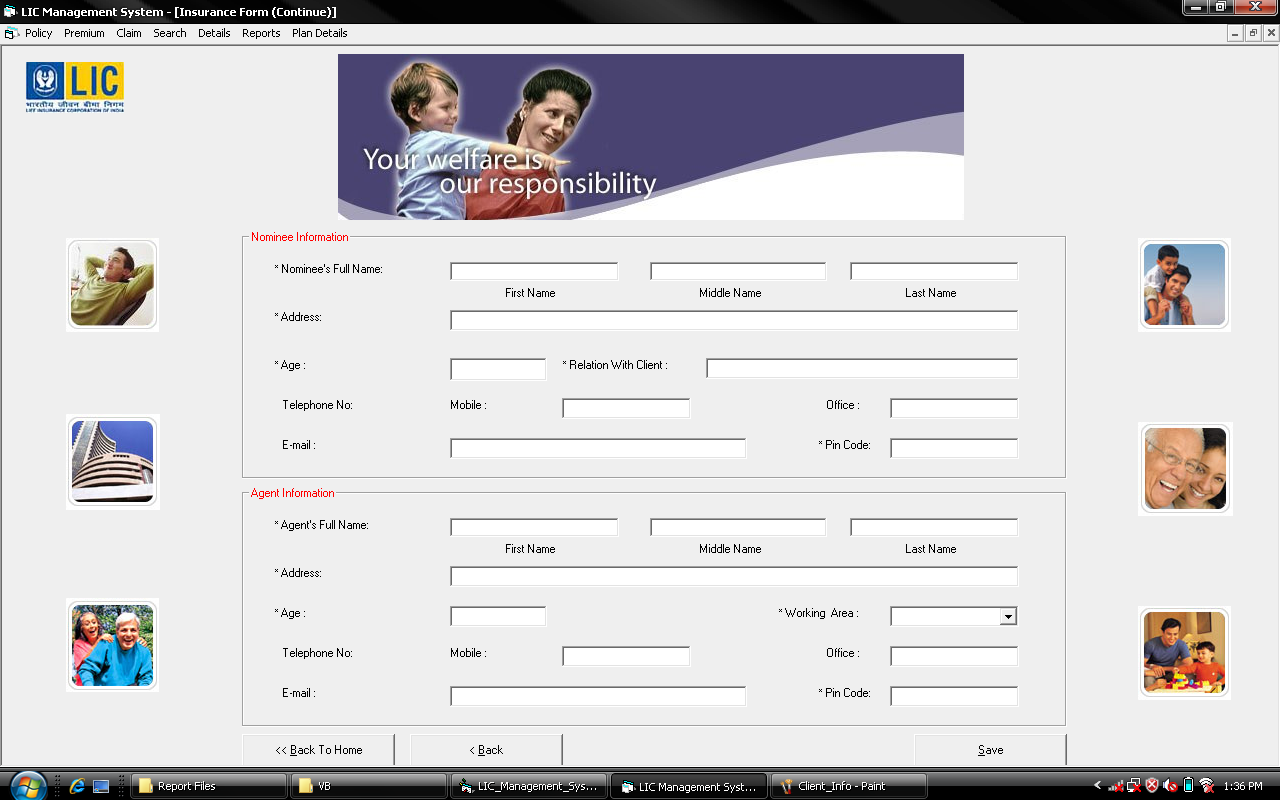 LIC Management System - [Insurance Form (Continue)]
Policy Premium Claim Search Details Reports Plan Details
LIC
भारतीय जीवन बीमा निगम
LIFE INSURANCE CORPORATION OF INDIA
Your welfare is
our responsibility
Nominee Information
* Nominee's Full Name:
First Name Middle Name Last Name
* Address:
* Age : * Relation With Client :
Telephone No: Mobile : Office :
E-mail : * Pin Code:
Agent Information
* Agent's Full Name:
First Name Middle Name Last Name
* Address:
* Age : * Working Area :
Telephone No: Mobile : Office :
E-mail : * Pin Code:
<< Back To Home < Back Save
Report Files VB LIC_Management_Sys... LIC Management Syst... Client_Info - Paint 1:36 PM